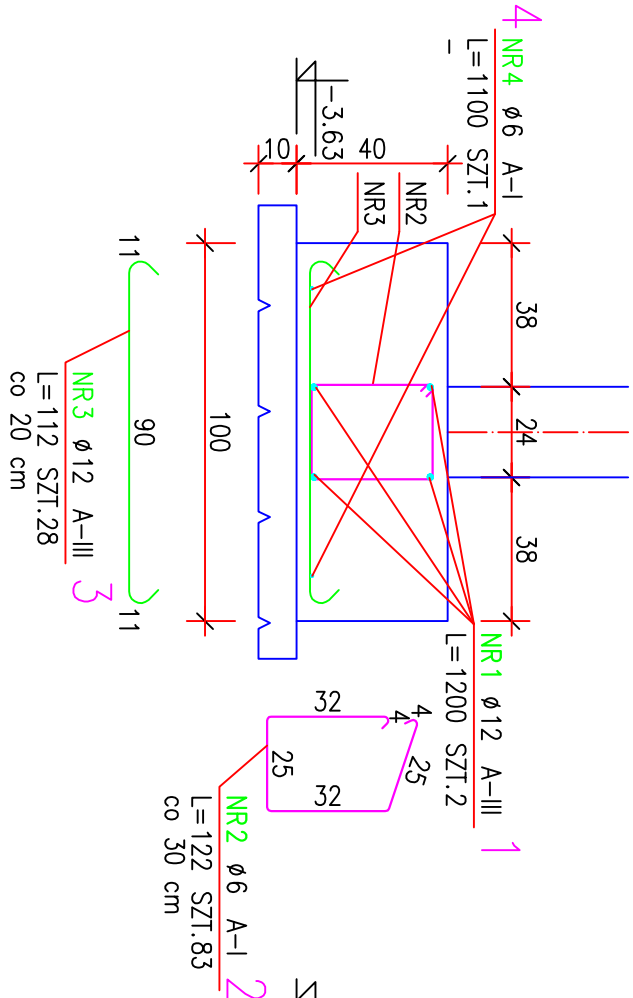 4
NR4 ø6 A-I
L=1100 SZT.1
-
-3.63
10
40
NR3
NR2
38
24
38
100
11
90
11
NR3 ø12 A-III
L=112 SZT.28
co 20 cm
3
NR1 ø12 A-III
L=1200 SZT.2
1
32
4
4
25
25
32
NR2 ø6 A-I
L=122 SZT.83
co 30 cm
2